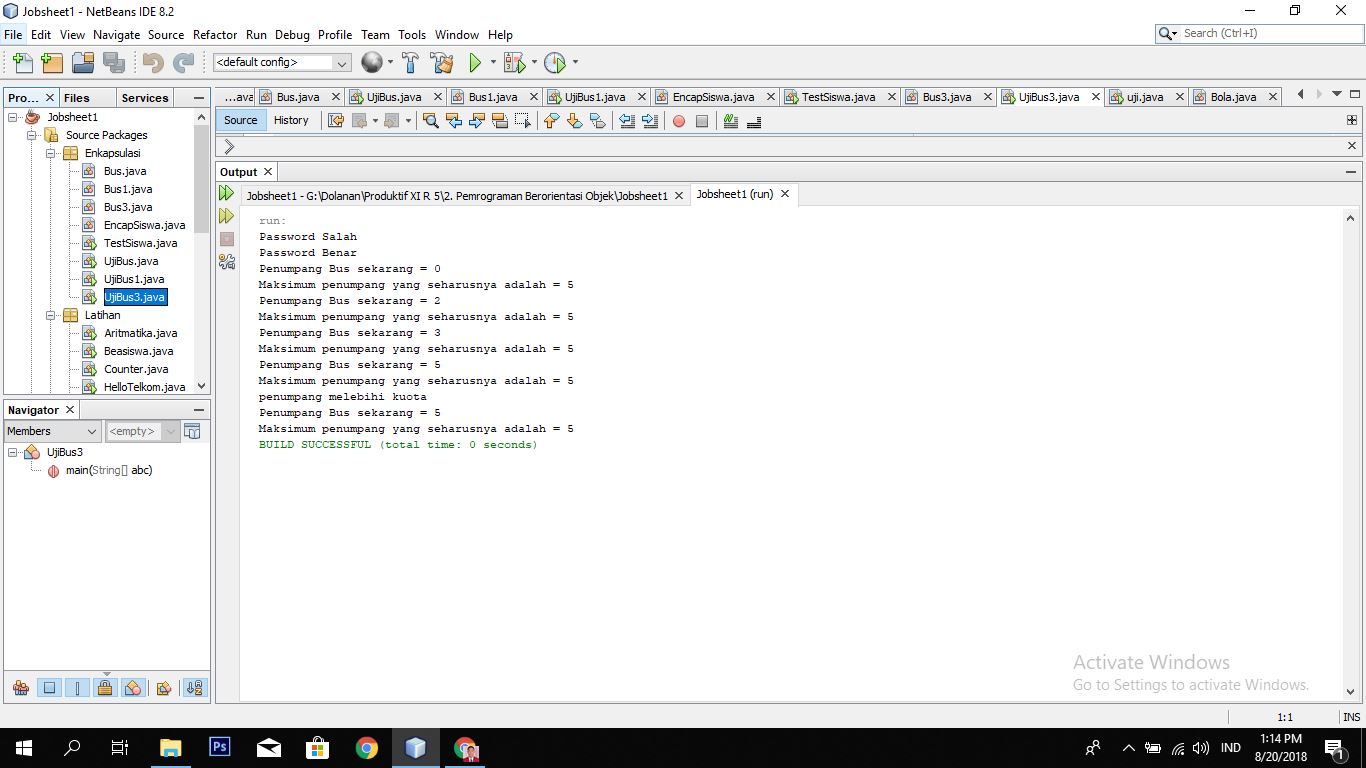 Jobsheet1 - NetBeans IDE 8.2
File Edit View Navigate Source Refactor Run Debug Profile Team Tools Window Help
Search (Ctrl+I)
<default config>
Pro... Files Services
...ava Bus.java UjiBus.java Bus1.java UjiBus1.java EncapSiswa.java TestSiswa.java Bus3.java UjiBus3.java uji.java Bola.java
Source History
Jobsheet1
Source Packages
Enkapsulasi
Bus.java
Bus1.java
Bus3.java
EncapSiswa.java
TestSiswa.java
UjiBus.java
UjiBus1.java
UjiBus3.java
Latihan
Aritmatika.java
Beasiswa.java
Counter.java
HelloTelkom.java
Navigator
Members <empty>
UjiBus3
main(String[] abc)
Output
Jobsheet1 - G:\Dolanan\Produktif XI R 5\2. Pemrograman Berorientasi Objek\Jobsheet1 Jobsheet1 (run)
run:
Password Salah
Password Benar
Penumpang Bus sekarang = 0
Maksimum penumpang yang seharusnya adalah = 5
Penumpang Bus sekarang = 2
Maksimum penumpang yang seharusnya adalah = 5
Penumpang Bus sekarang = 3
Maksimum penumpang yang seharusnya adalah = 5
Penumpang Bus sekarang = 5
Maksimum penumpang yang seharusnya adalah = 5
penumpang melebihi kuota
Penumpang Bus sekarang = 5
Maksimum penumpang yang seharusnya adalah = 5
BUILD SUCCESSFUL (total time: 0 seconds)
Activate Windows
Go to Settings to activate Windows.
1:1 INS
Ps
IND
1:14 PM
8/20/2018
1